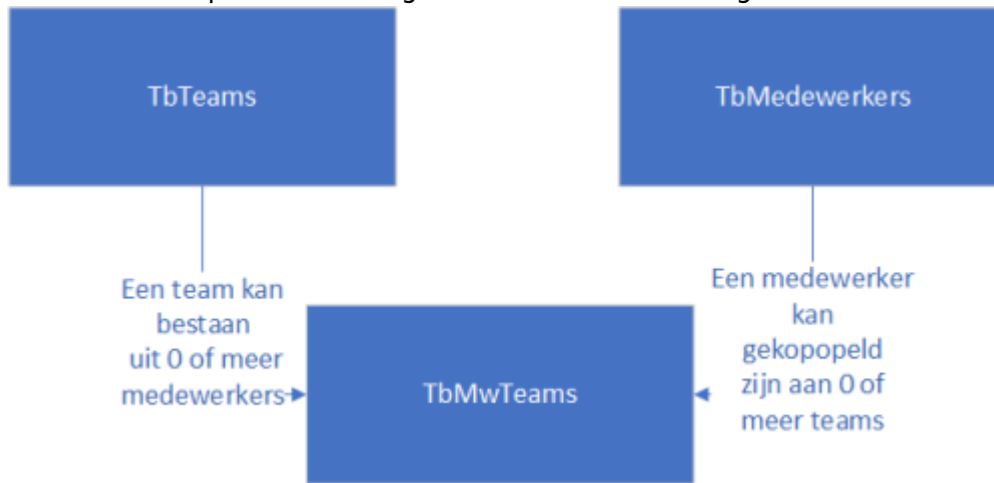 TbTeams
TbMedewerkers
Een team kan
bestaan
uit 0 of meer
medewerkers
Een medewerker
kan
gekopopeld
zijn aan 0 of
meer teams
TbMwTeams